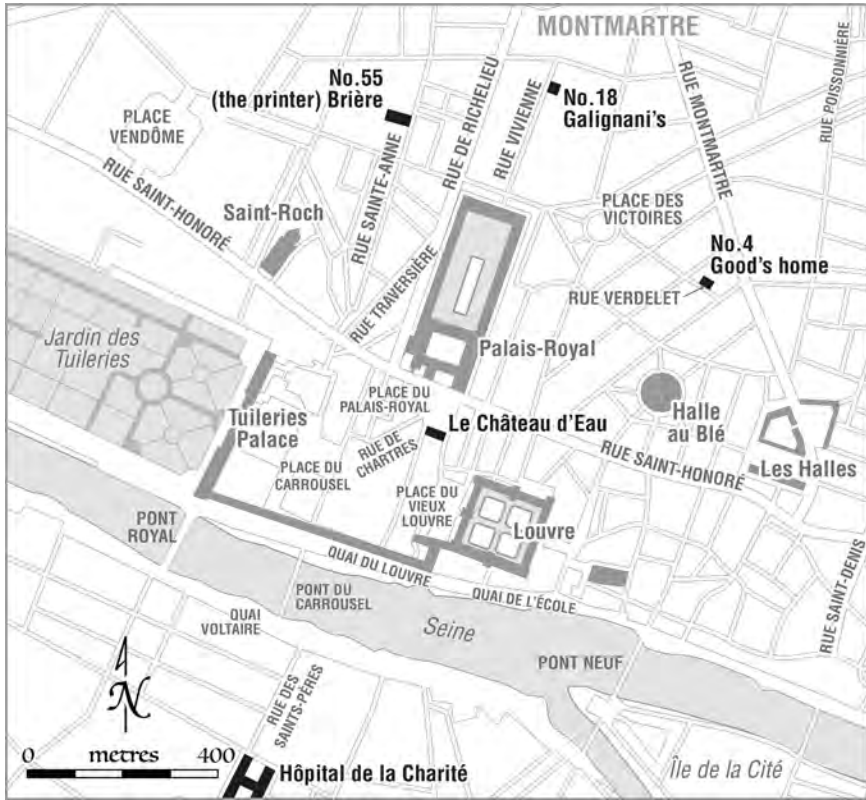 MONTMARTRE
No.55
(the printer) Brière
No.18
Galignani's
PLACE
VENDÔME
RUE DE RICHELIEU
RUE VIVIENNE
RUE MONTMARTRE
RUE POISSONNIÈRE
RUE SAINT-HONORÉ
Saint-Roch
RUE SAINTE-ANNE
PLACE DES
VICTOIRES
No.4
Good's home
RUE TRAVERSIÈRE
RUE VERDELET
Jardin des
Tuileries
Palais-Royal
PLACE DU
PALAIS-ROYAL
Tuileries
Palace
Le Château d'Eau
Halle
au Blé
RUE DE
CHARTRES
PLACE DU
CARROUSEL
RUE SAINT-HONORÉ
Les Halles
PLACE DU
VIEUX
LOUVRE
Louvre
PONT
ROYAL
QUAI DU LOUVRE
QUAI DE L'ÉCOLE
RUE SAINT-DENIS
PONT DU
CARROUSEL
QUAI
VOLTAIRE
Seine
PONT NEUF
N
RUE DES
SAINTS-PÈRES
0 metres 400
Hôpital de la Charité
Île de la Cité